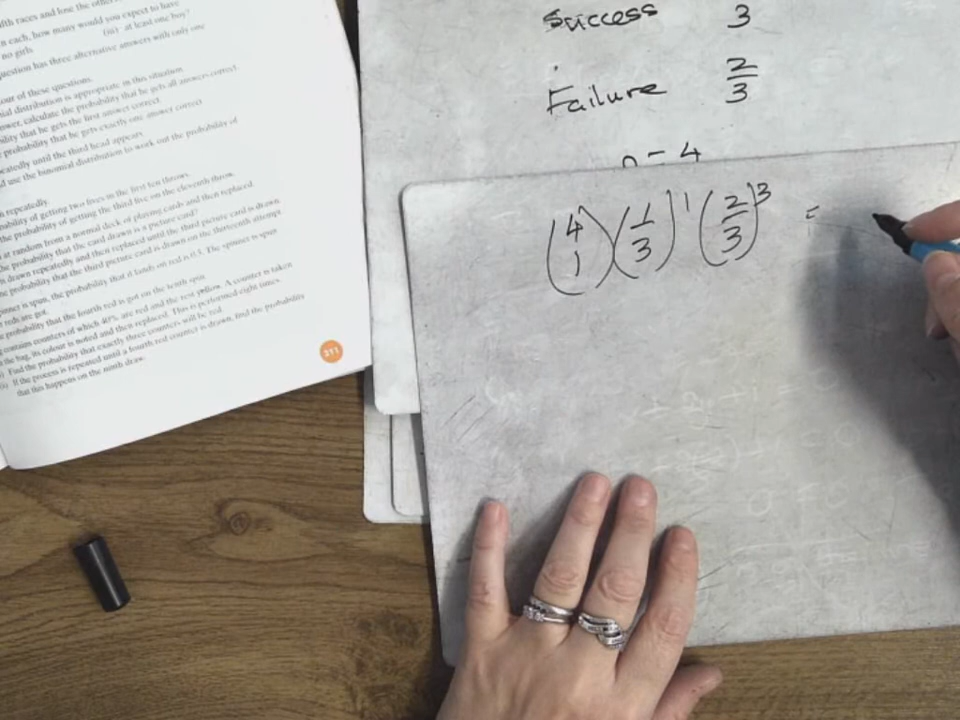 fifth races and lose the other
n each, how many would you expect to have
no girls (iii) at least one boy?
question has three alternative answers with only one
our of these questions.
ial distribution is appropriate in this situation.
nswer, calculate the probability that he gets all answers correct.
bility that he gets the first answer correct.
probability that he gets exactly one answer correct.
eatedly until the third head appears.
d use the binomial distribution to work out the probability of
n repeatedly.
ability of getting two fives in the first ten throws.
the probability of getting the third five on the eleventh throw.
at random from a normal deck of playing cards and then replaced.
he probability that the card drawn is a picture card?
n drawn repeatedly and then replaced until the third picture card is drawn.
he probability that the third picture card is drawn on the thirteenth attempt.
inner is spun, the probability that it lands on red is 0.3. The spinner is spun
r reds are got.
e probability that the fourth red is got on the tenth spin.
g contains counters of which 40% are red and the rest yellow. A counter is taken
the bag, its colour is noted and then replaced. This is performed eight times.
) Find the probability that exactly three counters will be red.
ii) If the process is repeated until a fourth red counter is drawn, find the probability
that this happens on the ninth draw.
311
Success 3
Failure 2/3
n = 4
(4 1)(1/3)^1(2/3)^3 =